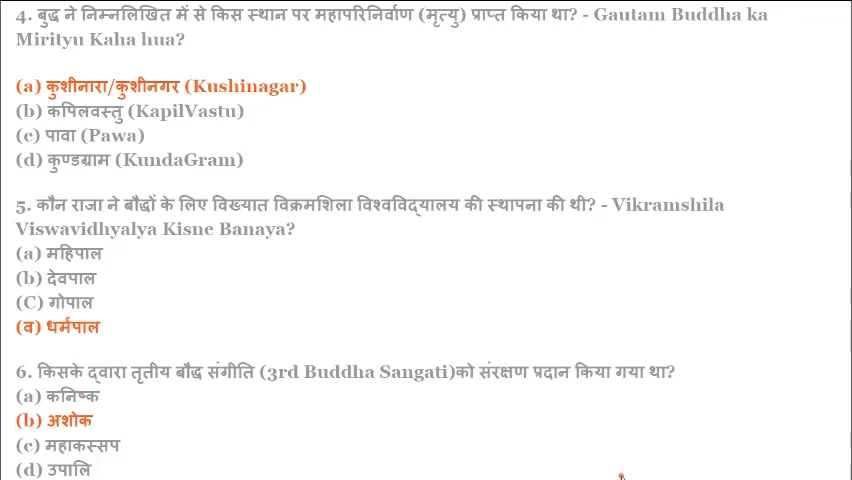 4. बुद्ध ने निम्नलिखित में से किस स्थान पर महापरिनिर्वाण (मृत्यु) प्राप्त किया था? - Gautam Buddha ka
Mirityu Kaha hua?
(a) कुशीनारा/कुशीनगर (Kushinagar)
(b) कपिलवस्तु (KapilVastu)
(c) पावा (Pawa)
(d) कुण्डग्राम (KundaGram)
5. कौन राजा ने बौद्धों के लिए विख्यात विक्रमशिला विश्वविद्यालय की स्थापना की थी? - Vikramshila
Viswavidhyalya Kisne Banaya?
(a) महिपाल
(b) देवपाल
(C) गोपाल
(व) धर्मपाल
6. किसके द्वारा तृतीय बौद्ध संगीति (3rd Buddha Sangati)को संरक्षण प्रदान किया गया था?
(a) कनिष्क
(b) अशोक
(c) महाकस्सप
(d) उपालि